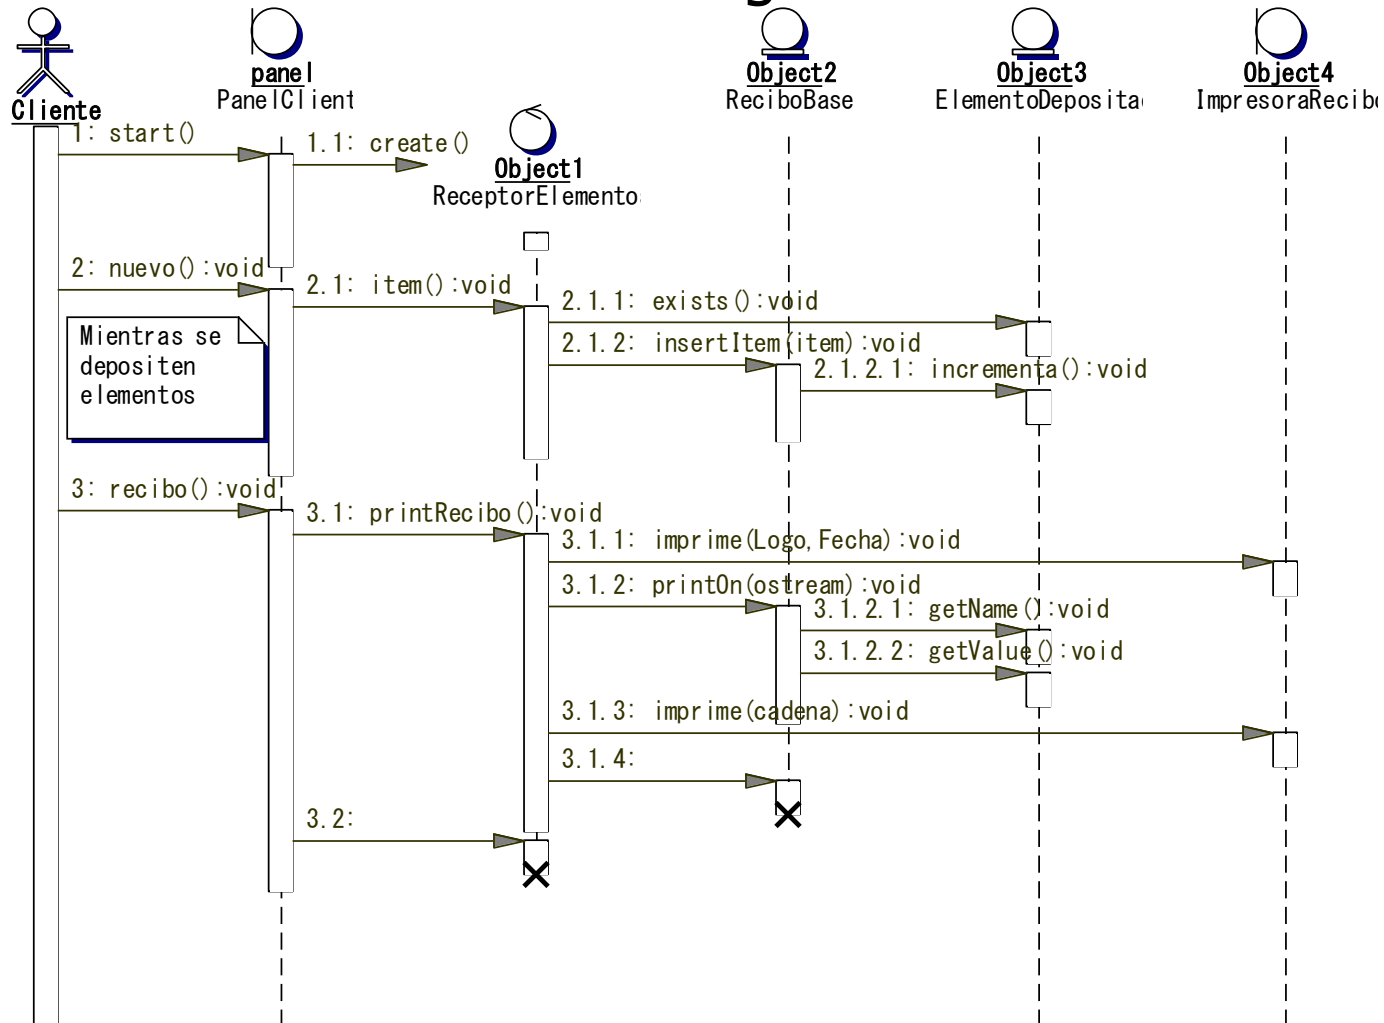 g
Cliente
panel
PanelClient
Object1
ReceptorElemento
Object2
ReciboBase
Object3
ElementoDeposita
Object4
ImpresoraRecibo
1: start()
1.1: create()
2: nuevo():void
2.1: item():void
2.1.1: exists():void
2.1.2: insertItem(item):void
2.1.2.1: incrementa():void
Mientras se
depositen
elementos
3: recibo():void
3.1: printRecibo():void
3.1.1: imprime(Logo,Fecha):void
3.1.2: printOn(ostream):void
3.1.2.1: getName():void
3.1.2.2: getValue():void
3.1.3: imprime(cadena):void
3.1.4:
3.2: